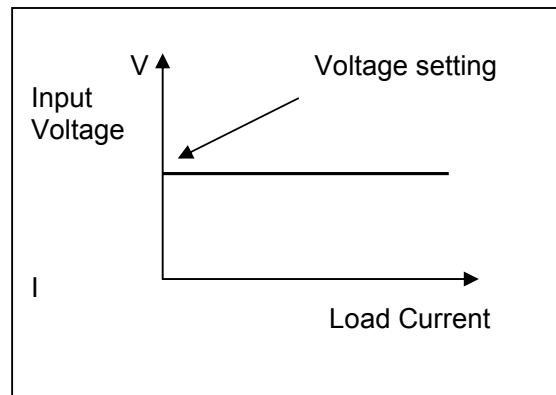 V
Voltage setting
Input
Voltage
I
Load Current